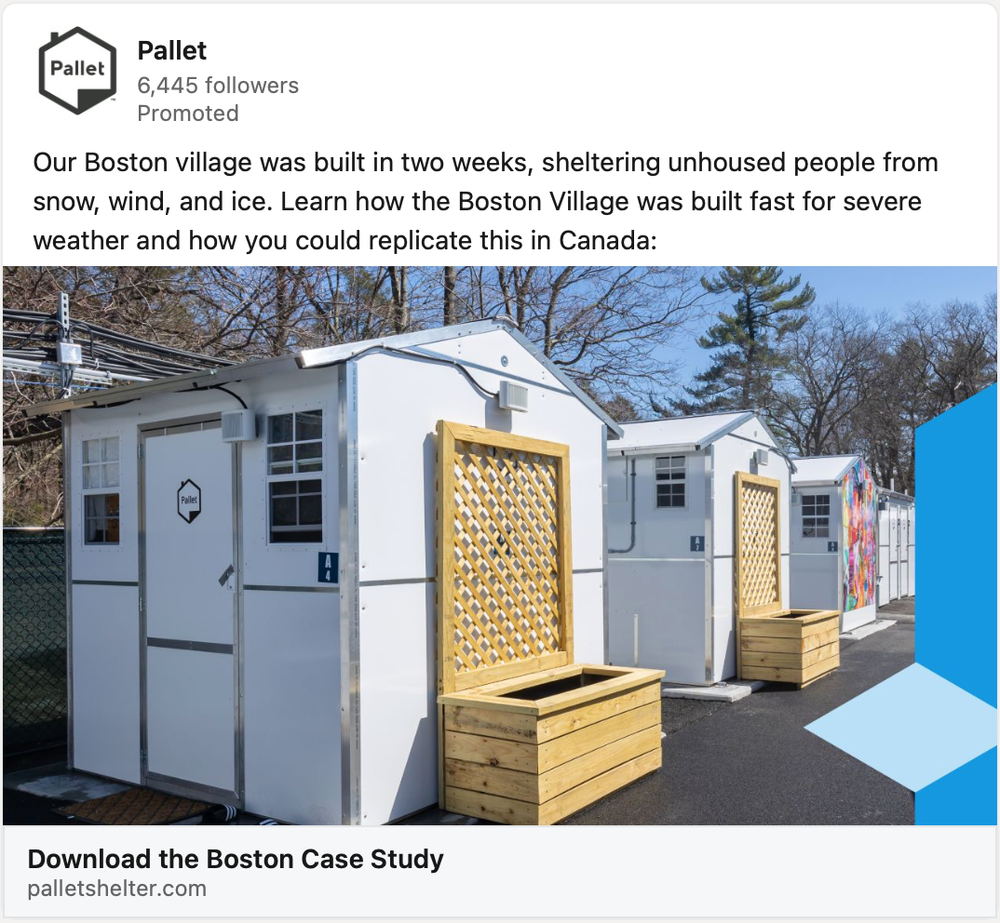 Pallet
Pallet
6,445 followers
Promoted
Our Boston village was built in two weeks, sheltering unhoused people from
snow, wind, and ice. Learn how the Boston Village was built fast for severe
weather and how you could replicate this in Canada:
Pallet
A
4
A
Download the Boston Case Study
palletshelter.com